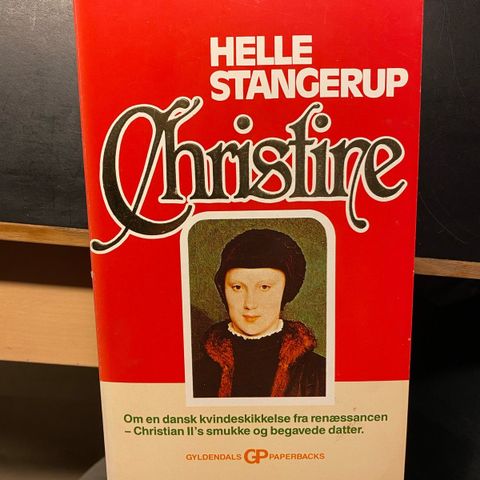 HELLE
STANGERUP
Christine
Om en dansk kvindeskikkelse fra renæssancen
– Christian II's smukke og begavede datter.
GYLDENDALS GP PAPERBACKS